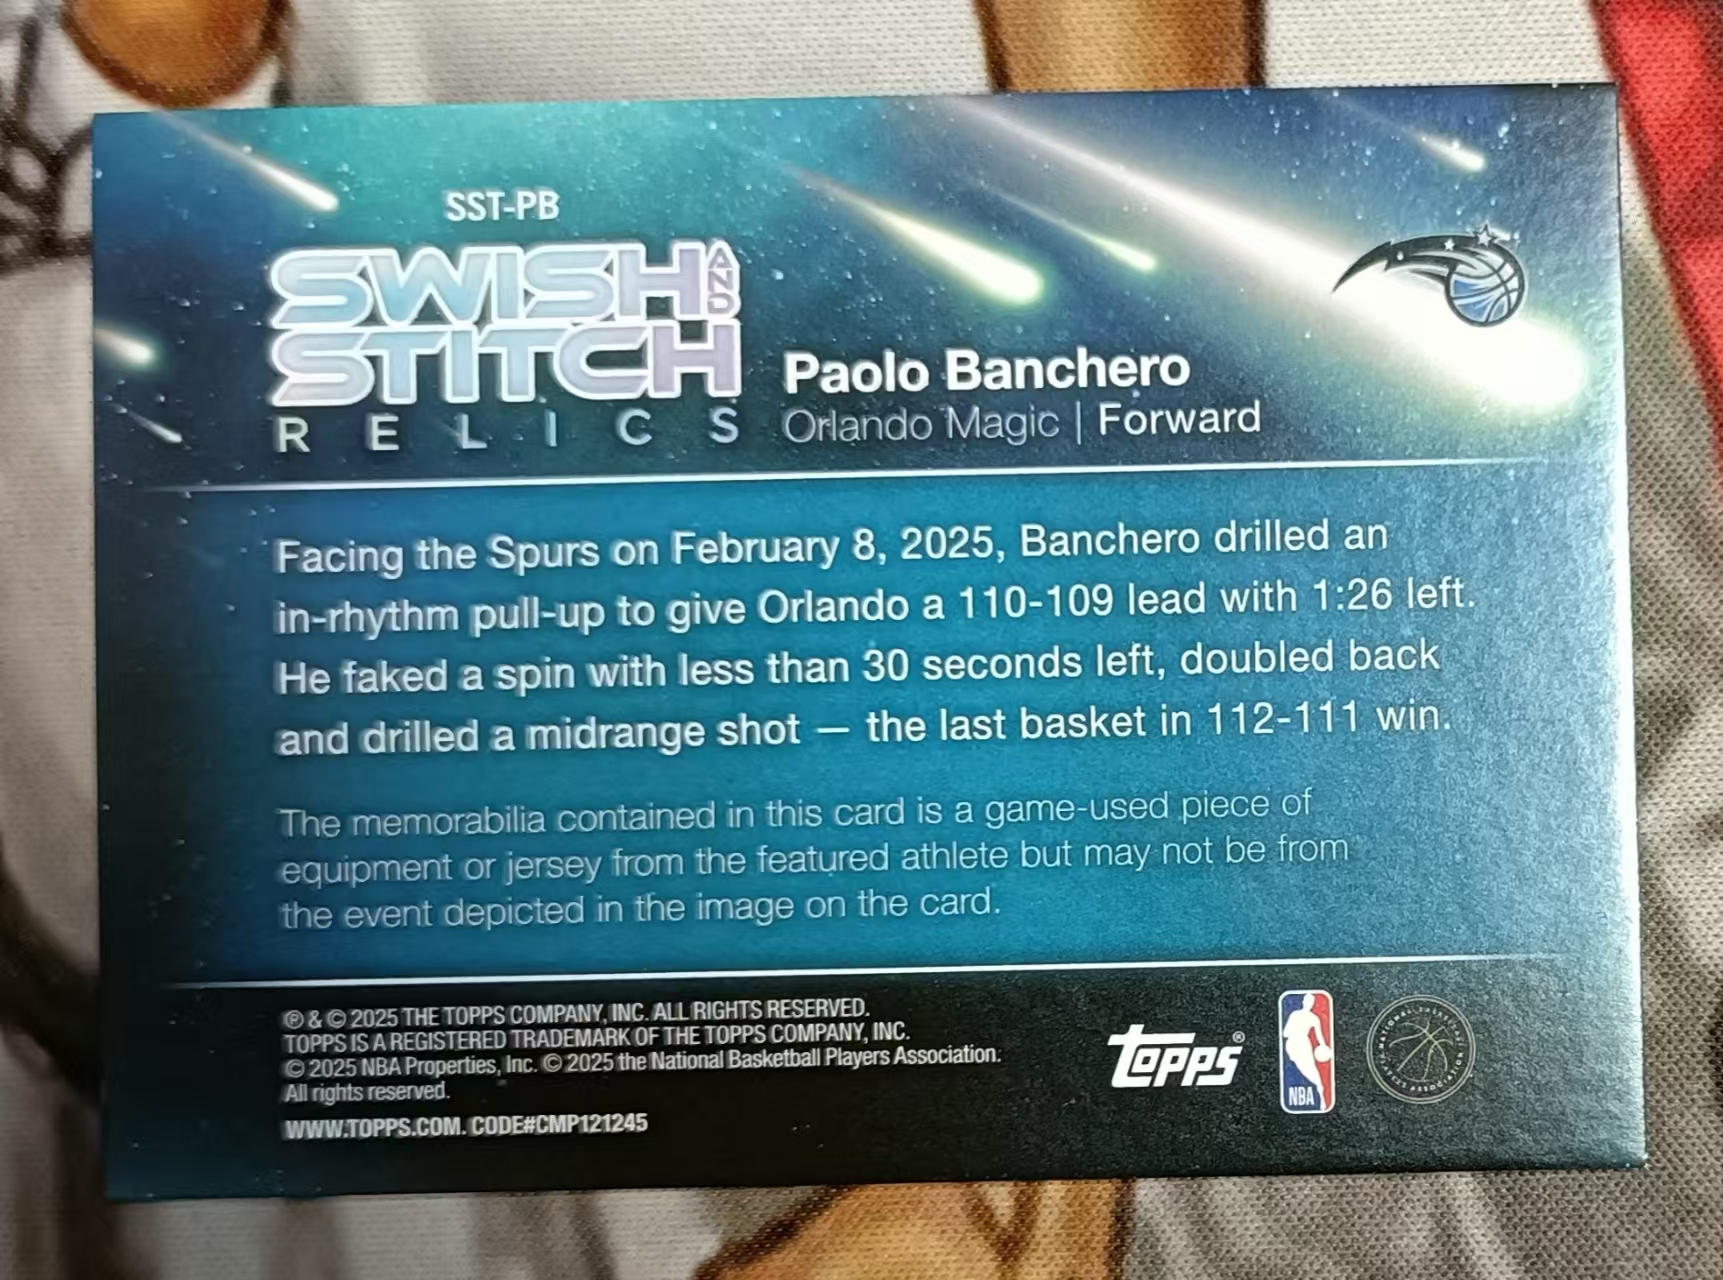 SST-PB
SWISH AND
STITCH
RELICS
Paolo Banchero
Orlando Magic | Forward
Facing the Spurs on February 8, 2025, Banchero drilled an
in-rhythm pull-up to give Orlando a 110-109 lead with 1:26 left.
He faked a spin with less than 30 seconds left, doubled back
and drilled a midrange shot — the last basket in 112-111 win.
The memorabilia contained in this card is a game-used piece of
equipment or jersey from the featured athlete but may not be from
the event depicted in the image on the card.
® & © 2025 THE TOPPS COMPANY, INC. ALL RIGHTS RESERVED.
TOPPS IS A REGISTERED TRADEMARK OF THE TOPPS COMPANY, INC.
© 2025 NBA Properties, Inc. © 2025 the National Basketball Players Association.
All rights reserved.
WWW.TOPPS.COM. CODE#CMP121245
topps®
NBA